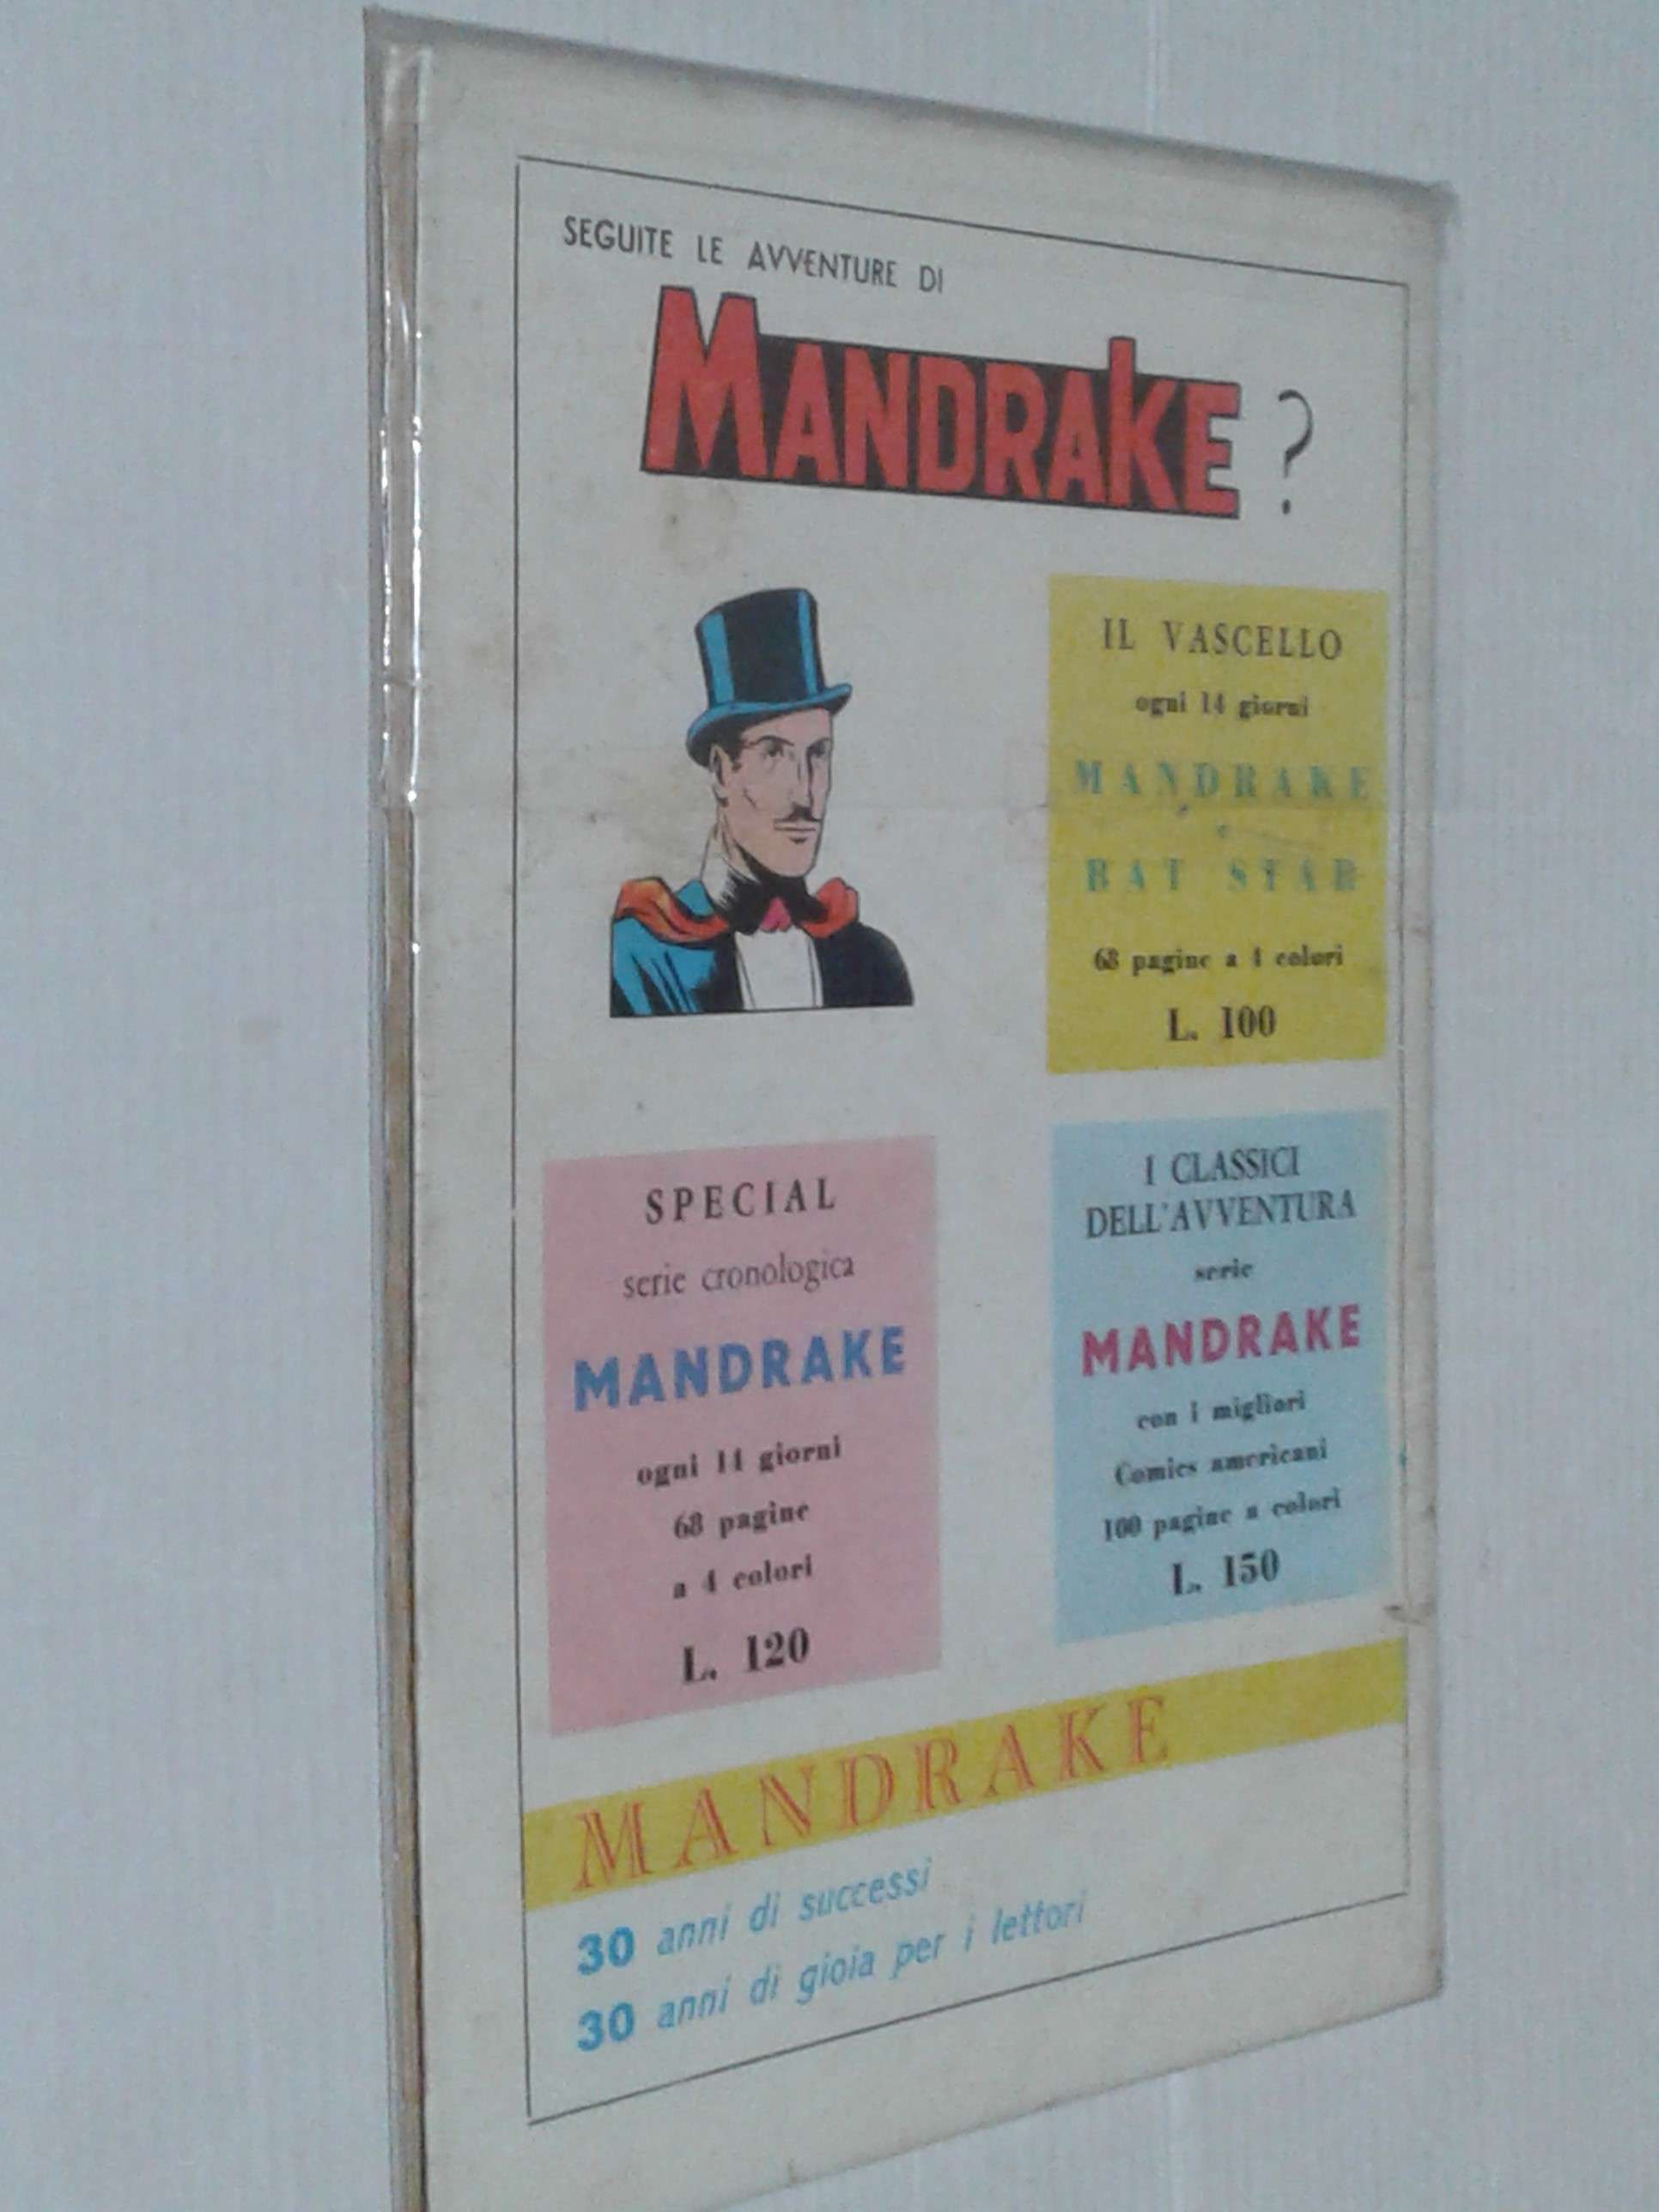 SEGUITE LE AVVENTURE DI
MANDRAKE ?
IL VASCELLO
ogni 14 giorni
MANDRAKE
e
BAT STAR
68 pagine a 4 colori
L. 100
SPECIAL
serie cronologica
MANDRAKE
ogni 14 giorni
68 pagine
a 4 colori
L. 120
I CLASSICI
DELL'AVVENTURA
serie
MANDRAKE
con i migliori
Comics americani
100 pagine a colori
L. 150
MANDRAKE
30 anni di successi
30 anni di gioia per i lettori